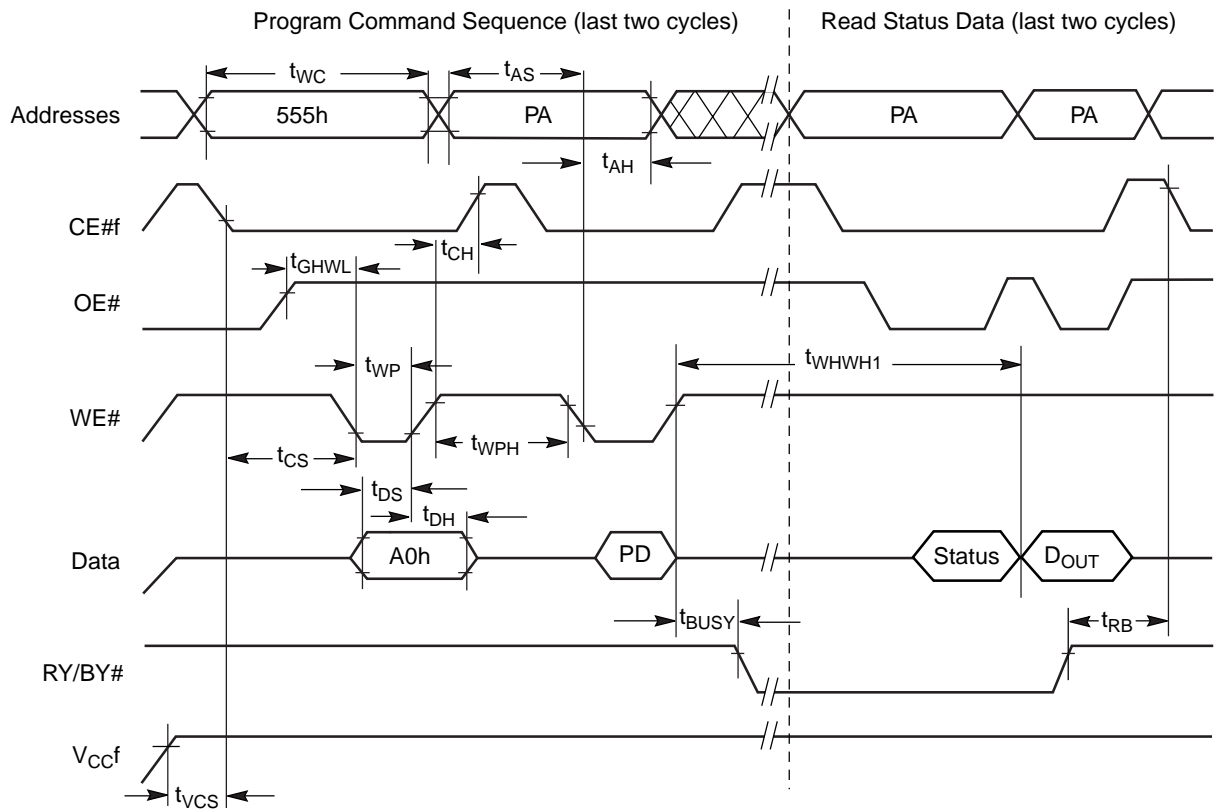 Program Command Sequence (last two cycles)
Read Status Data (last two cycles)
tWC
tAS
Addresses
555h
PA
PA
PA
tAH
CE#f
tCH
tGHWL
OE#
tWP
tWHWH1
WE#
tCS
tWPH
tDS
tDH
Data
A0h
PD
Status
DOUT
tBUSY
tRB
RY/BY#
VCCf
tVCS